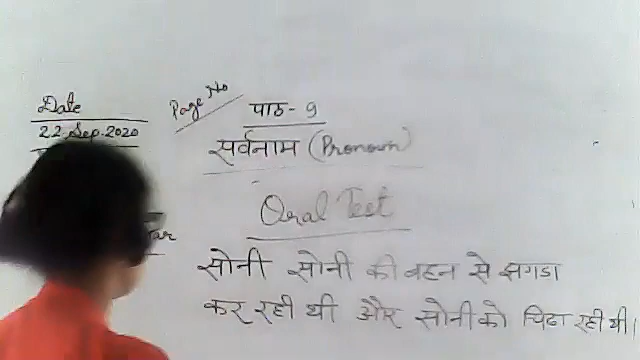 Date
22 Sep. 2020
Page No
पाठ - 9
सर्वनाम (Pronoun)
Oral Test
सोनी सोनी की बहन से झगडा
कर रही थी और सोनी को चिढा रही थी।